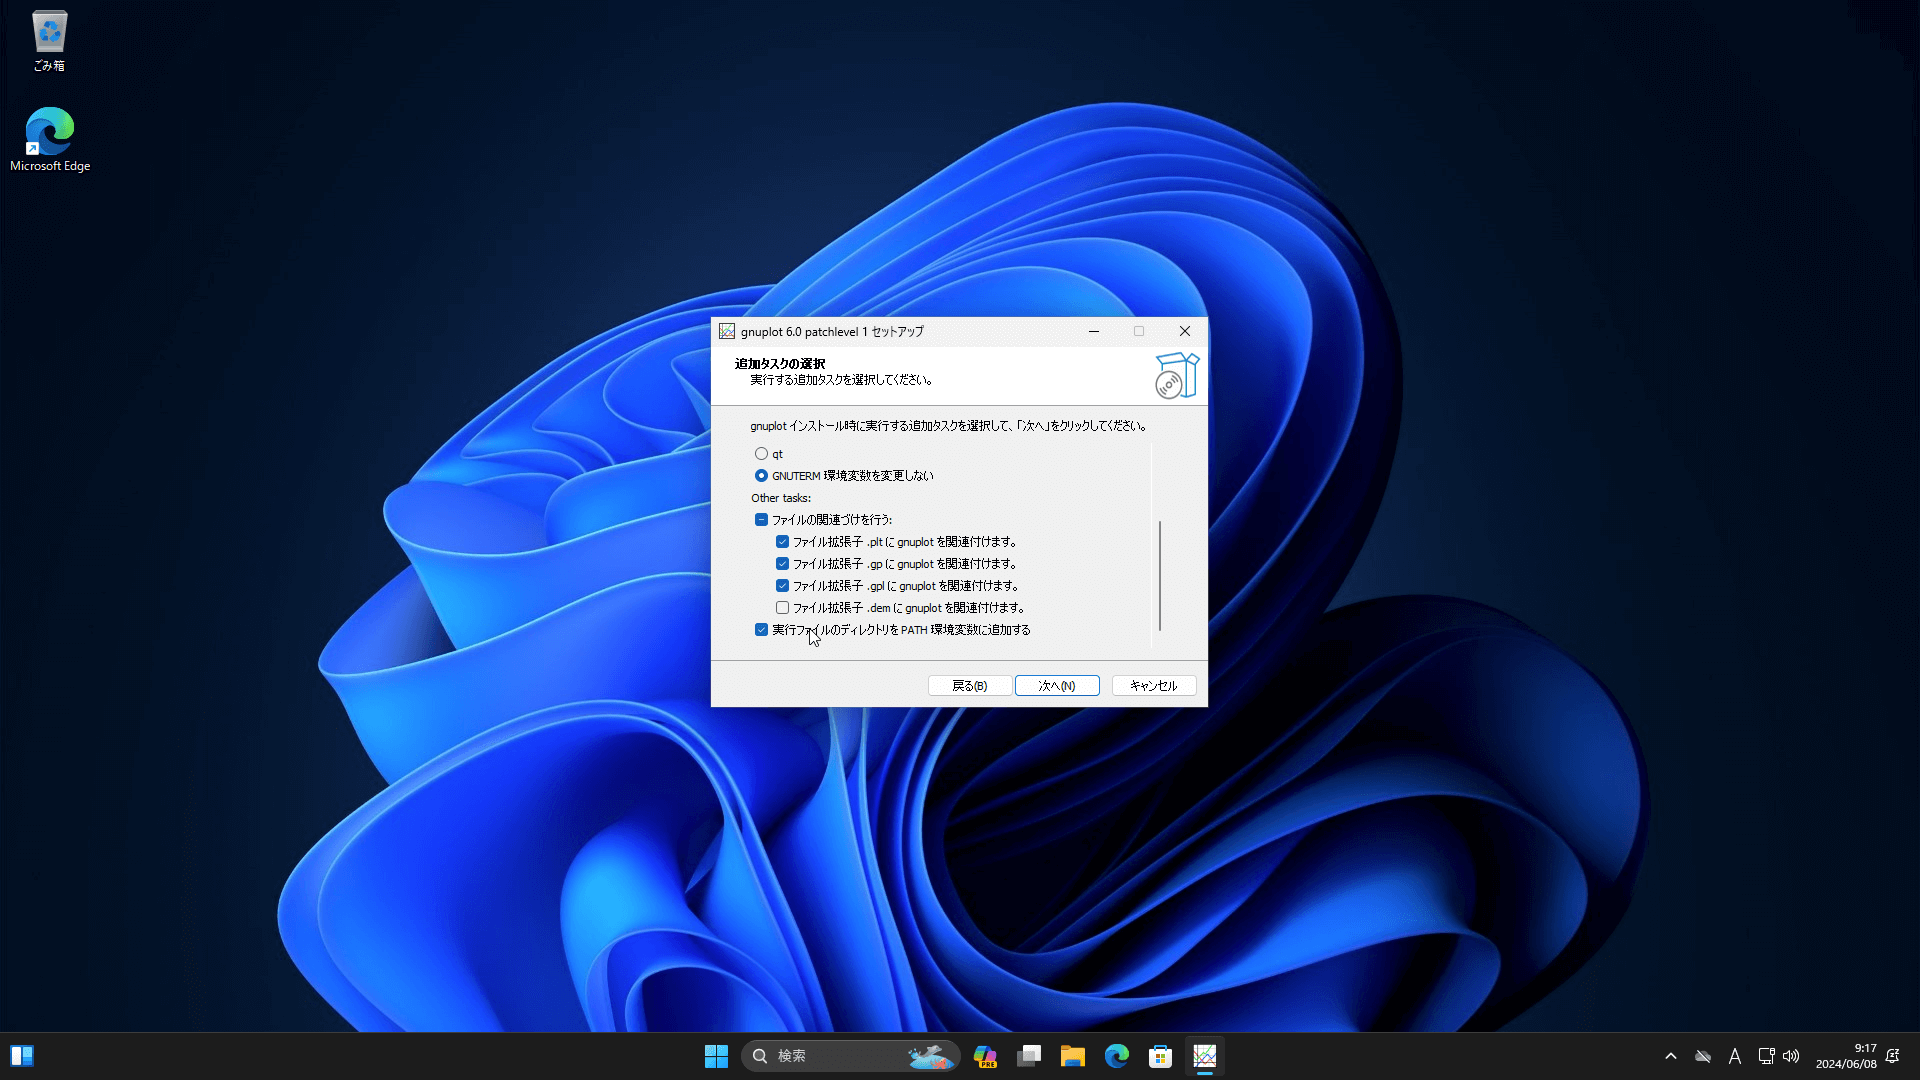 ごみ箱
Microsoft Edge
gnuplot 6.0 patchlevel 1 セットアップ
追加タスクの選択
実行する追加タスクを選択してください。
gnuplot インストール時に実行する追加タスクを選択して、「次へ」をクリックしてください。
qt
GNUTERM 環境変数を変更しない
Other tasks:
ファイルの関連づけを行う:
ファイル拡張子 .plt に gnuplot を関連付けます。
ファイル拡張子 .gp に gnuplot を関連付けます。
ファイル拡張子 .gpl に gnuplot を関連付けます。
ファイル拡張子 .dem に gnuplot を関連付けます。
実行ファイルのディレクトリを PATH 環境変数に追加する
戻る(B)
次へ(N)
キャンセル
検索
PRE
A
9:17
2024/06/08